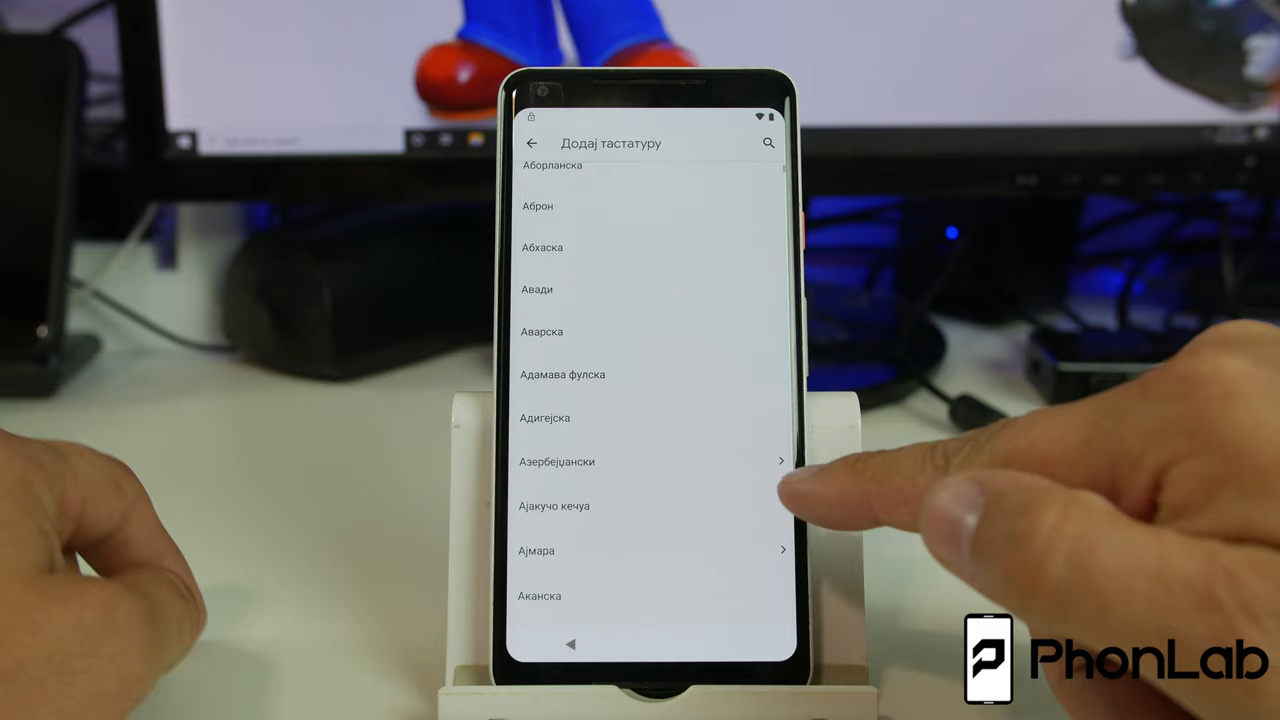 Додај тастатуру
Аборланска
Аброн
Абхаска
Авади
Аварска
Адамава фулска
Адигејска
Азербејџански
Ајакучо кечуа
Ајмара
Аканска
PhonLab